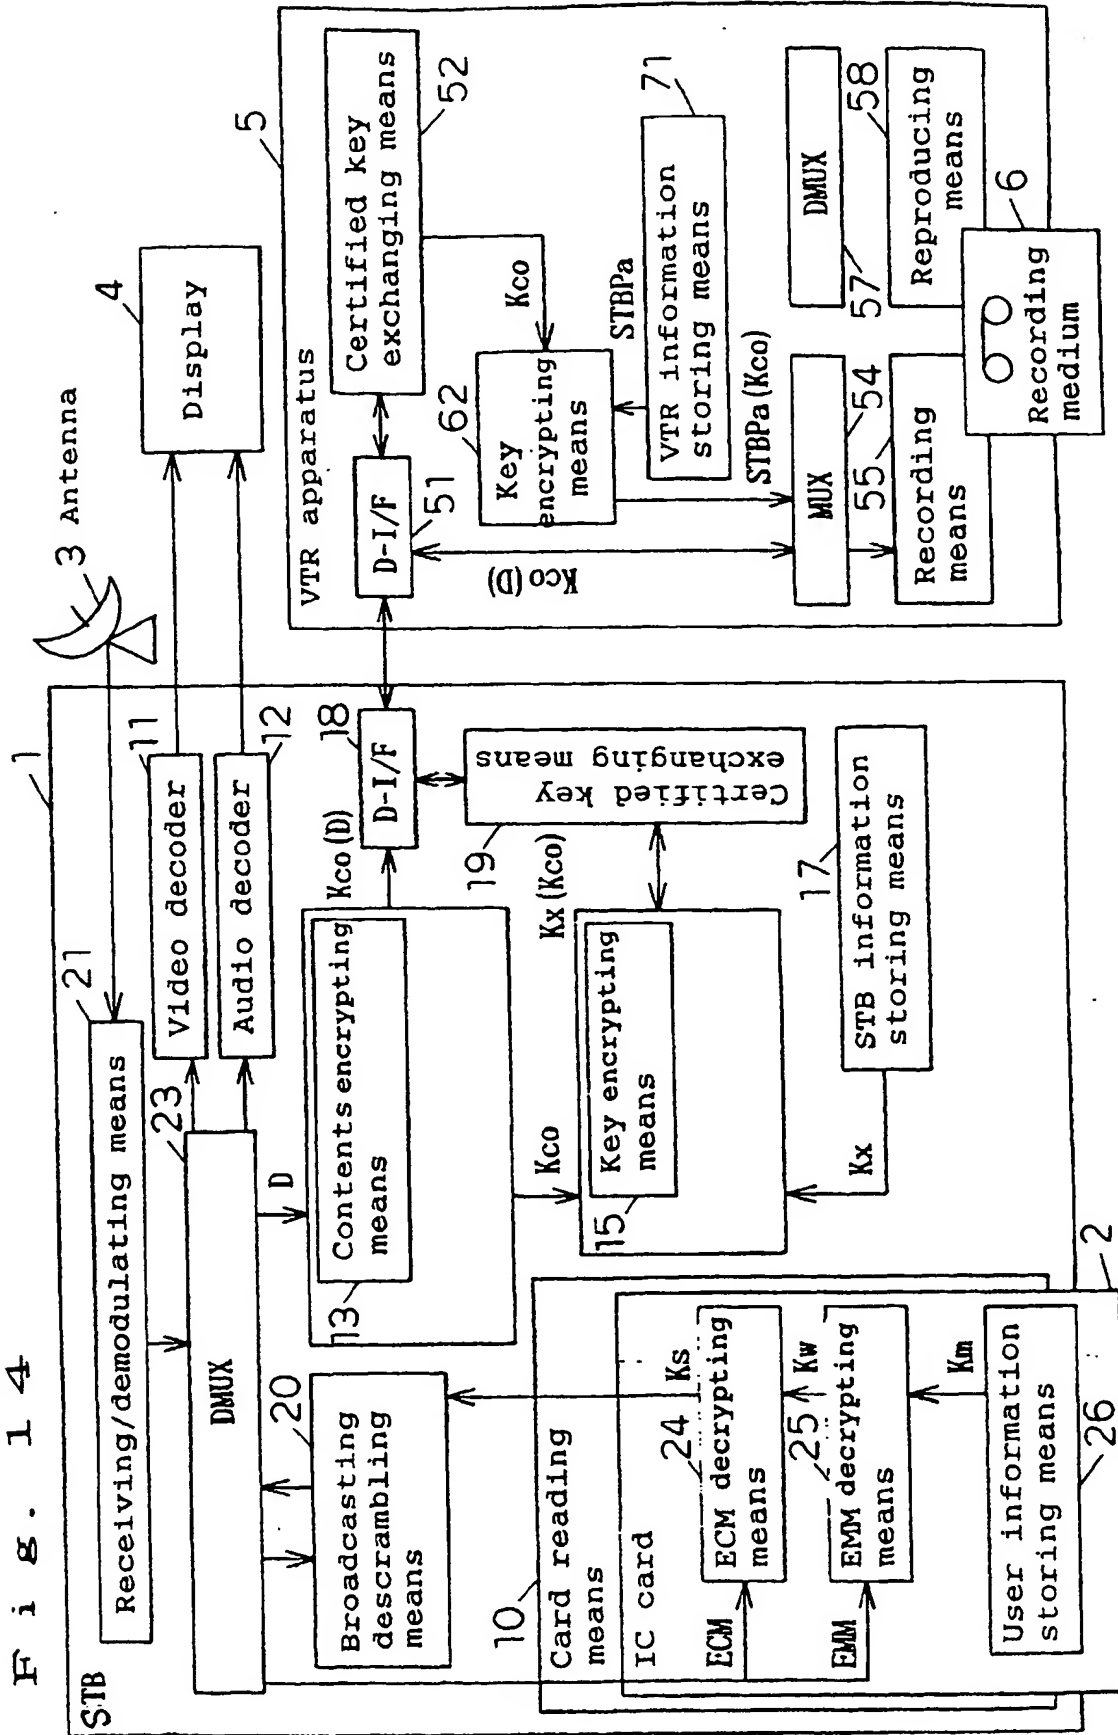 Fig. 14
STB
1
Receiving/demodulating means
21
DMUX
23
Video decoder
11
Audio decoder
12
3 Antenna
4
Display
Broadcasting
descrambling
means
20
D
Contents encrypting
means
13
Kco(D)
D-I/F
18
Kco
Key encrypting
means
15
Kx(Kco)
Certified key
exchanging means
19
Kx
STB information
storing means
17
10
Card reading
means
IC card
2
ECM
EMM
Ks
ECM decrypting
means
24
Kw
EMM decrypting
means
25
Km
User information
storing means
26
VTR apparatus
5
D-I/F
51
Certified key
exchanging means
52
Kco
62
Key
encrypting
means
STBPa
VTR information
storing means
71
STBPa(Kco)
Kco(D)
MUX
54
55
Recording
means
DMUX
57
58
Reproducing
means
Recording
medium
6